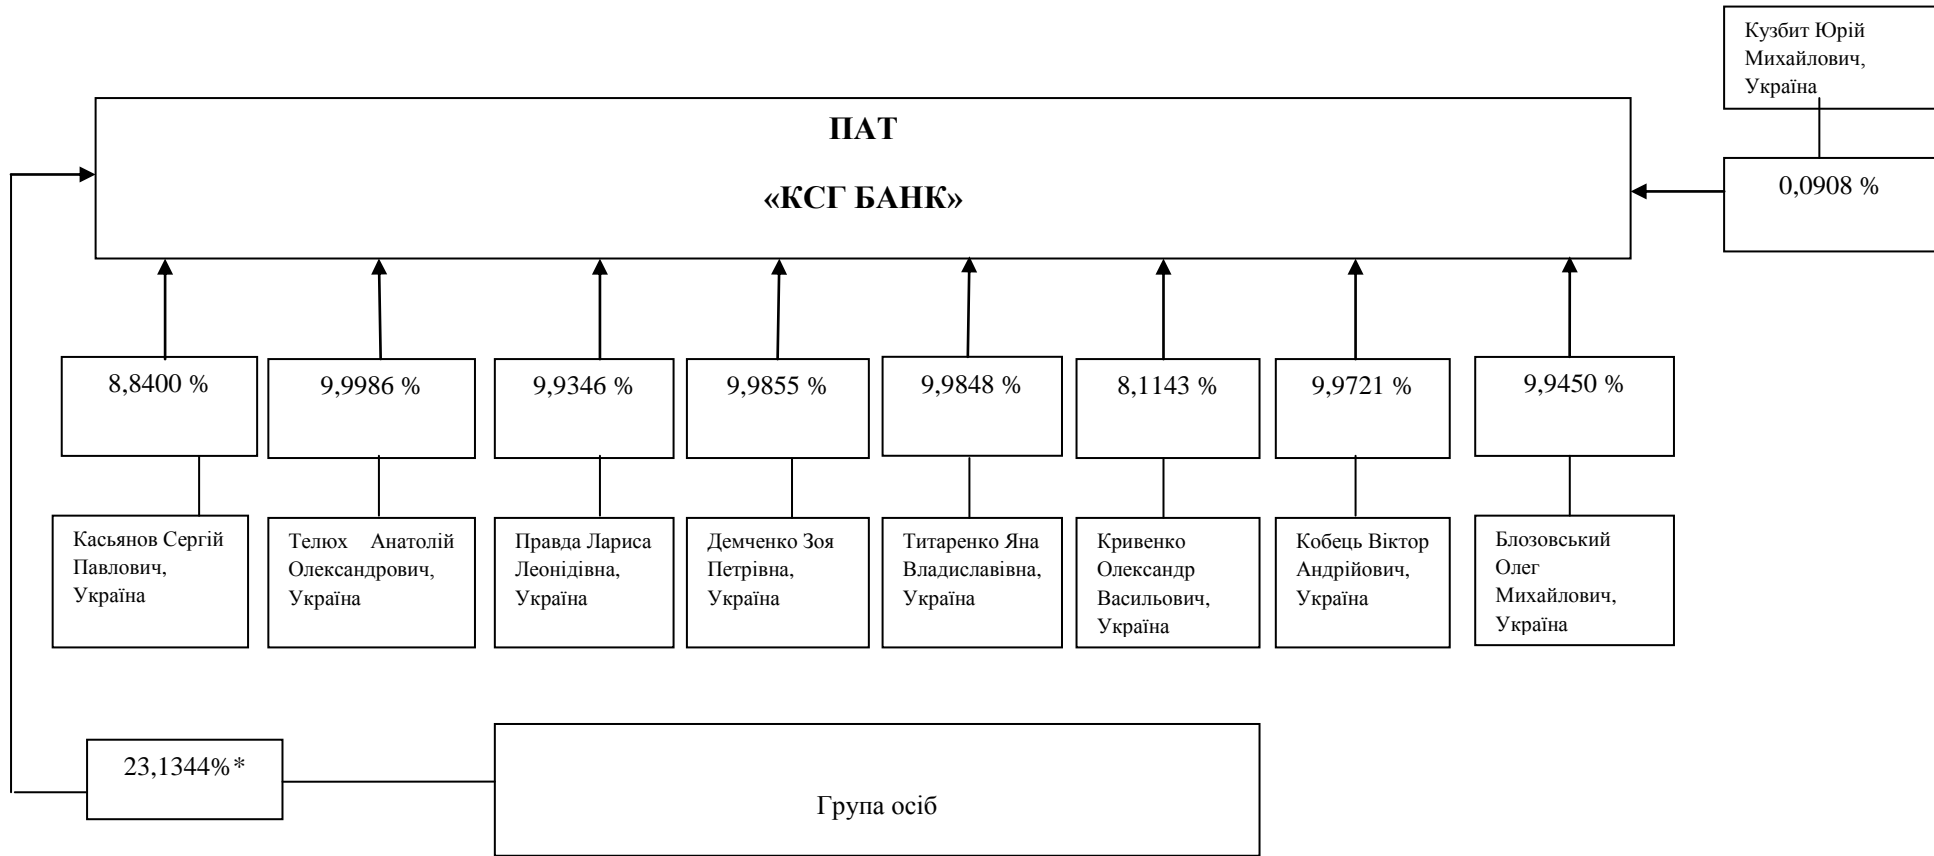 Кузбит Юрій
Михайлович,
Україна
ПАТ
«КСГ БАНК»
0,0908 %
8,8400 %
9,9986 %
9,9346 %
9,9855 %
9,9848 %
8,1143 %
9,9721 %
9,9450 %
Касьянов Сергій
Павлович,
Україна
Телюх Анатолій
Олександрович,
Україна
Правда Лариса
Леонідівна,
Україна
Демченко Зоя
Петрівна,
Україна
Титаренко Яна
Владиславівна,
Україна
Кривенко
Олександр
Васильович,
Україна
Кобець Віктор
Андрійович,
Україна
Блозовський
Олег
Михайлович,
Україна
23,1344%*
Група осіб